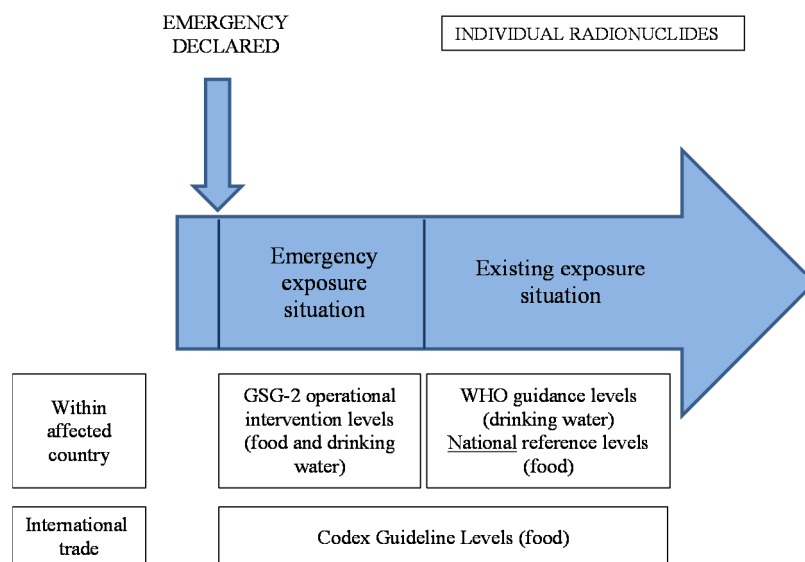 EMERGENCY
DECLARED
INDIVIDUAL RADIONUCLIDES
Emergency
exposure
situation
Existing exposure
situation
Within
affected
country
GSG-2 operational
intervention levels
(food and drinking
water)
WHO guidance levels
(drinking water)
National reference levels
(food)
International
trade
Codex Guideline Levels (food)